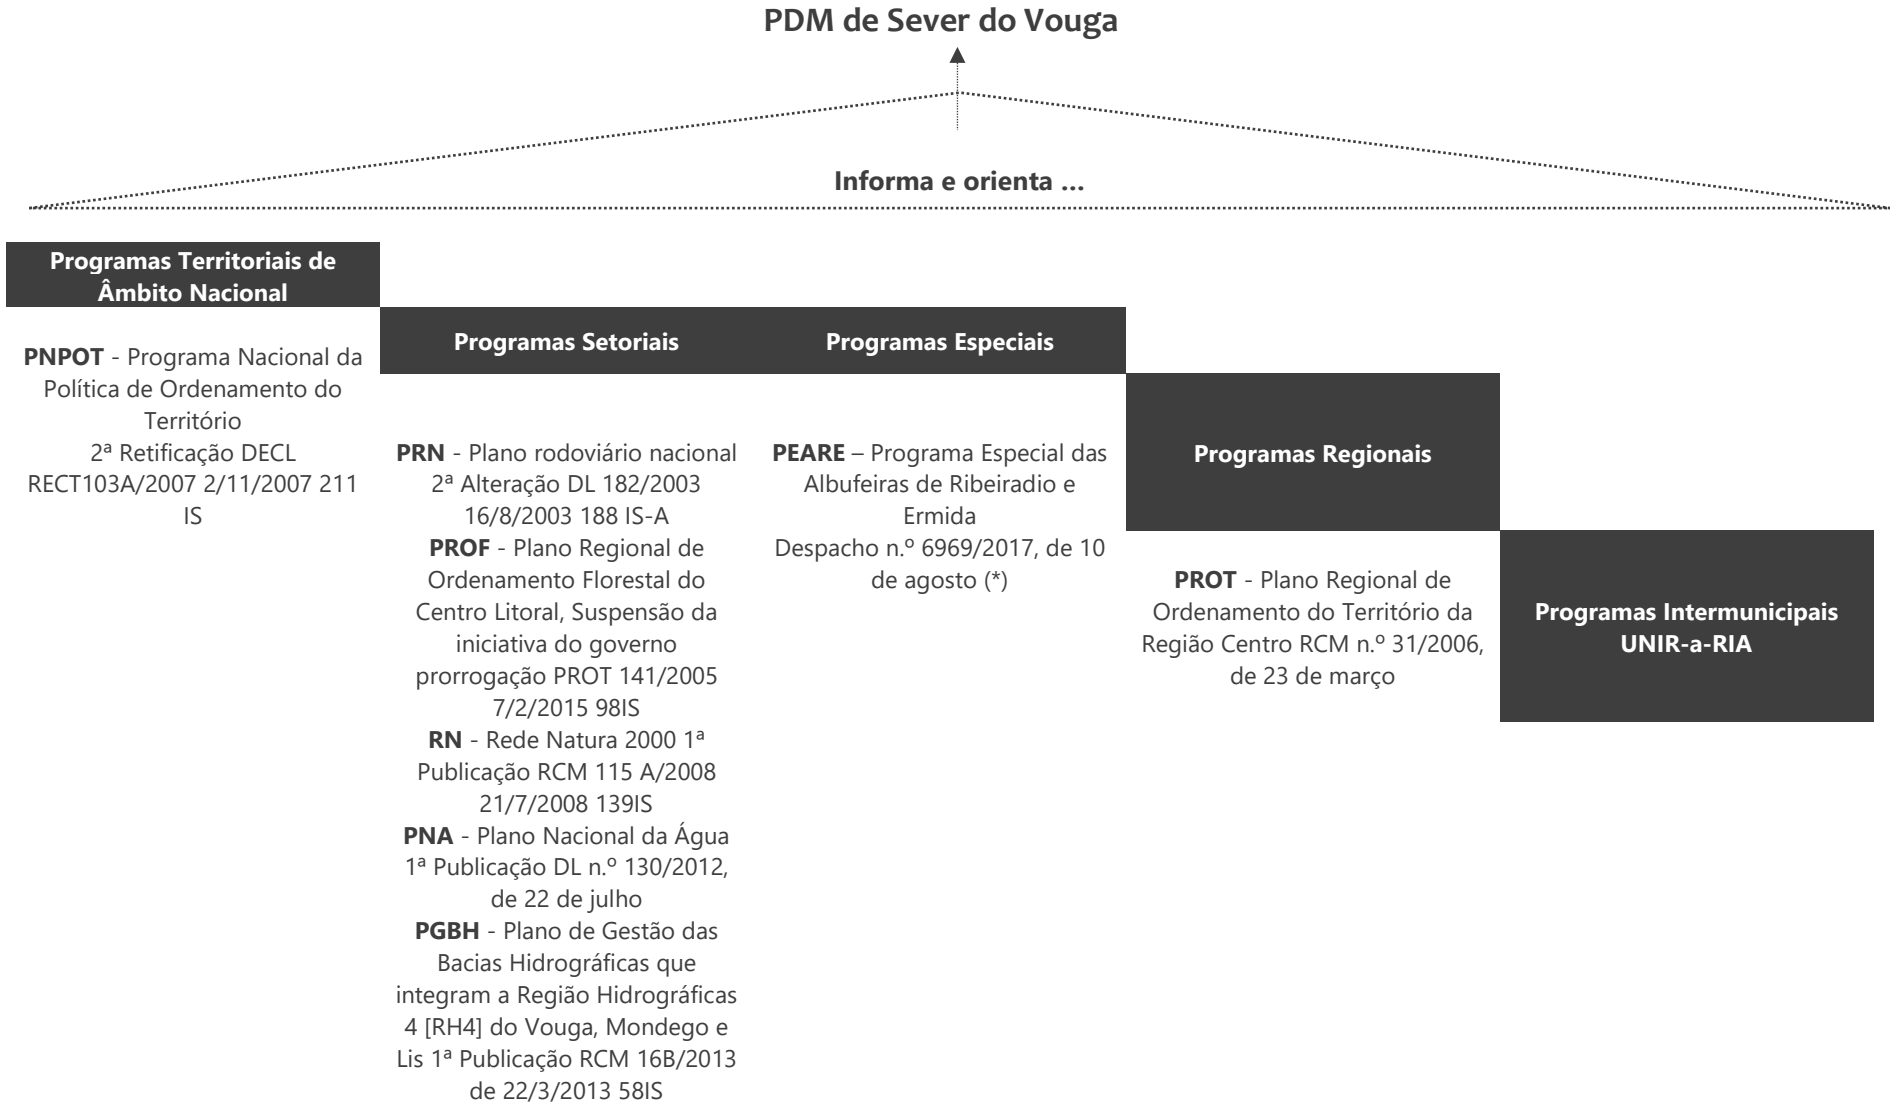 PDM de Sever do Vouga
Informa e orienta ...
Programas Territoriais de
Âmbito Nacional
PNPOT - Programa Nacional da
Política de Ordenamento do
Território
2ª Retificação DECL
RECT103A/2007 2/11/2007 211
IS
Programas Setoriais
PRN - Plano rodoviário nacional
2ª Alteração DL 182/2003
16/8/2003 188 IS-A
PROF - Plano Regional de
Ordenamento Florestal do
Centro Litoral, Suspensão da
iniciativa do governo
prorrogação PROT 141/2005
7/2/2015 98IS
RN - Rede Natura 2000 1ª
Publicação RCM 115 A/2008
21/7/2008 139IS
PNA - Plano Nacional da Água
1ª Publicação DL n.º 130/2012,
de 22 de julho
PGBH - Plano de Gestão das
Bacias Hidrográficas que
integram a Região Hidrográficas
4 [RH4] do Vouga, Mondego e
Lis 1ª Publicação RCM 16B/2013
de 22/3/2013 58IS
Programas Especiais
PEARE – Programa Especial das
Albufeiras de Ribeiradio e
Ermida
Despacho n.º 6969/2017, de 10
de agosto (*)
Programas Regionais
PROT - Plano Regional de
Ordenamento do Território da
Região Centro RCM n.º 31/2006,
de 23 de março
Programas Intermunicipais
UNIR-a-RIA